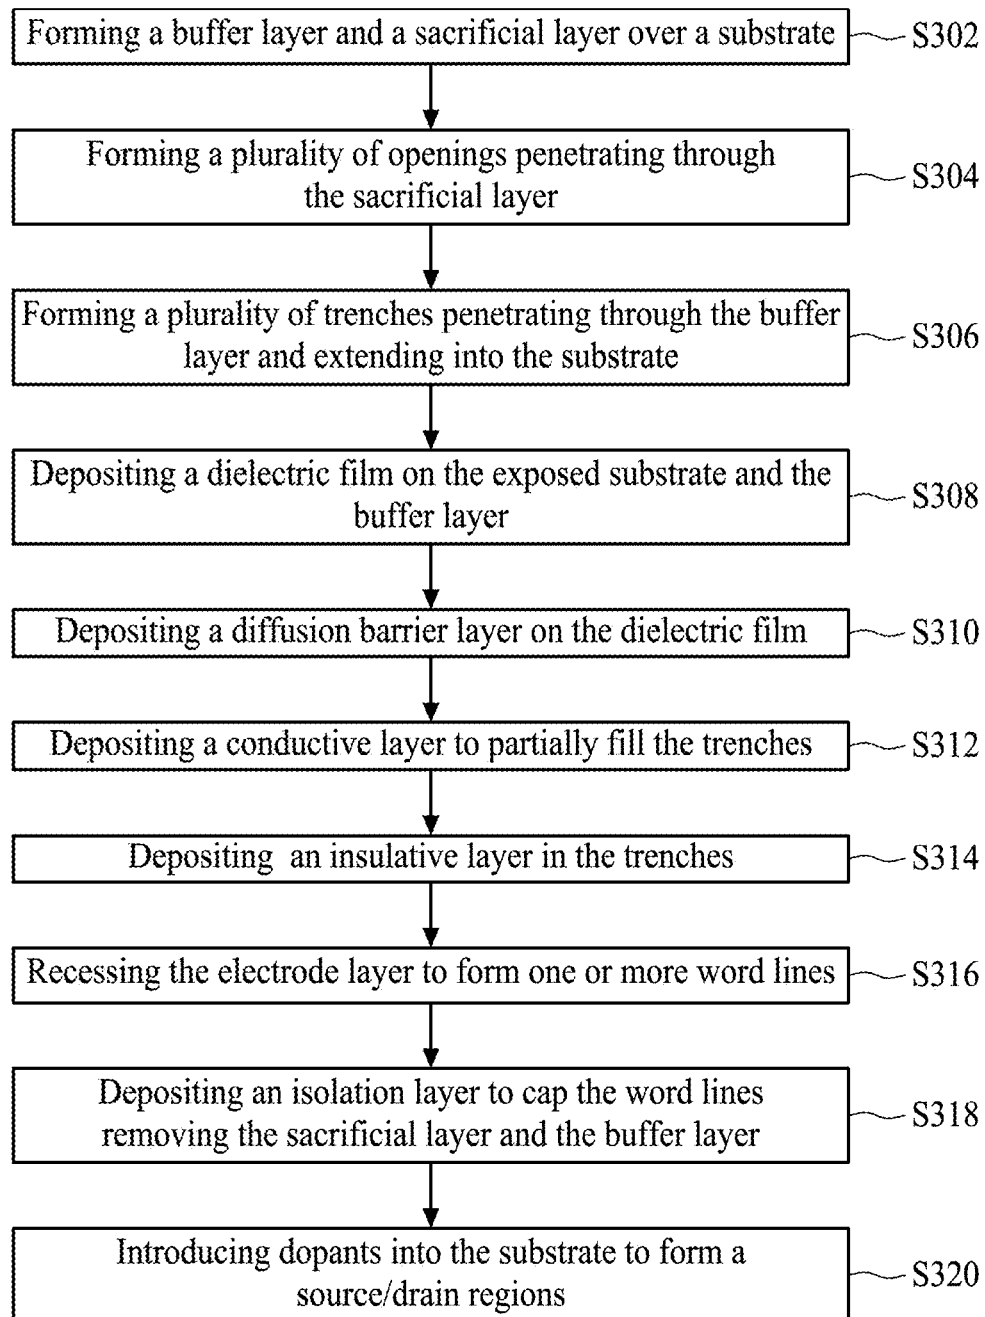 Forming a buffer layer and a sacrificial layer over a substrate
S302
Forming a plurality of openings penetrating through
the sacrificial layer
S304
Forming a plurality of trenches penetrating through the buffer
layer and extending into the substrate
S306
Depositing a dielectric film on the exposed substrate and the
buffer layer
S308
Depositing a diffusion barrier layer on the dielectric film
S310
Depositing a conductive layer to partially fill the trenches
S312
Depositing an insulative layer in the trenches
S314
Recessing the electrode layer to form one or more word lines
S316
Depositing an isolation layer to cap the word lines
removing the sacrificial layer and the buffer layer
S318
Introducing dopants into the substrate to form a
source/drain regions
S320